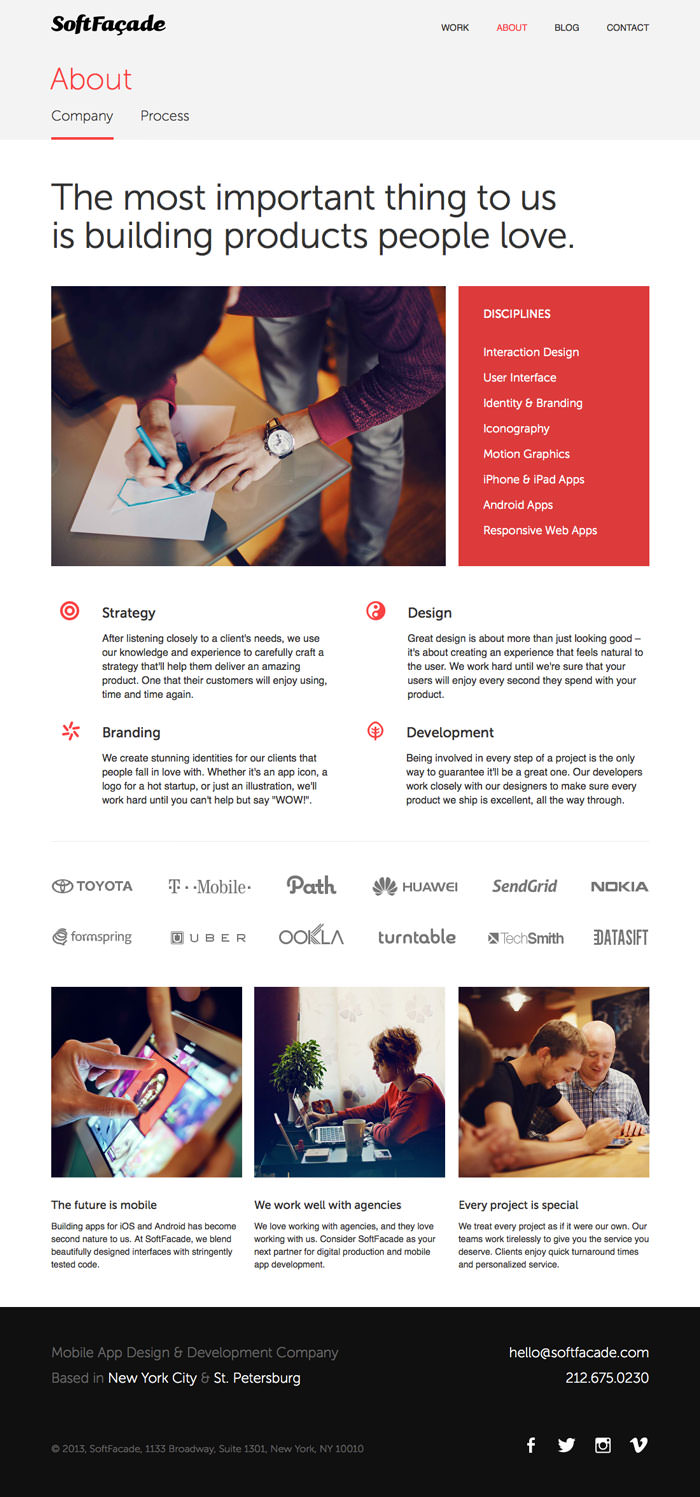 SoftFaçade
WORK ABOUT BLOG CONTACT
About
Company Process
The most important thing to us
is building products people love.
DISCIPLINES
Interaction Design
User Interface
Identity & Branding
Iconography
Motion Graphics
iPhone & iPad Apps
Android Apps
Responsive Web Apps
Strategy
After listening closely to a client's needs, we use
our knowledge and experience to carefully craft a
strategy that'll help them deliver an amazing
product. One that their customers will enjoy using,
time and time again.
Design
Great design is about more than just looking good –
it's about creating an experience that feels natural to
the user. We work hard until we're sure that your
users will enjoy every second they spend with your
product.
Branding
We create stunning identities for our clients that
people fall in love with. Whether it's an app icon, a
logo for a hot startup, or just an illustration, we'll
work hard until you can't help but say "WOW!".
Development
Being involved in every step of a project is the only
way to guarantee it'll be a great one. Our developers
work closely with our designers to make sure every
product we ship is excellent, all the way through.
TOYOTA T··Mobile· Path HUAWEI SendGrid NOKIA
formspring UBER OOKLA turntable TechSmith DATASIFT
The future is mobile
Building apps for iOS and Android has become
second nature to us. At SoftFacade, we blend
beautifully designed interfaces with stringently
tested code.
We work well with agencies
We love working with agencies, and they love
working with us. Consider SoftFacade as your
next partner for digital production and mobile
app development.
Every project is special
We treat every project as if it were our own. Our
teams work tirelessly to give you the service you
deserve. Clients enjoy quick turnaround times
and personalized service.
Mobile App Design & Development Company
Based in New York City & St. Petersburg
hello@softfacade.com
212.675.0230
© 2013, SoftFacade, 1133 Broadway, Suite 1301, New York, NY 10010